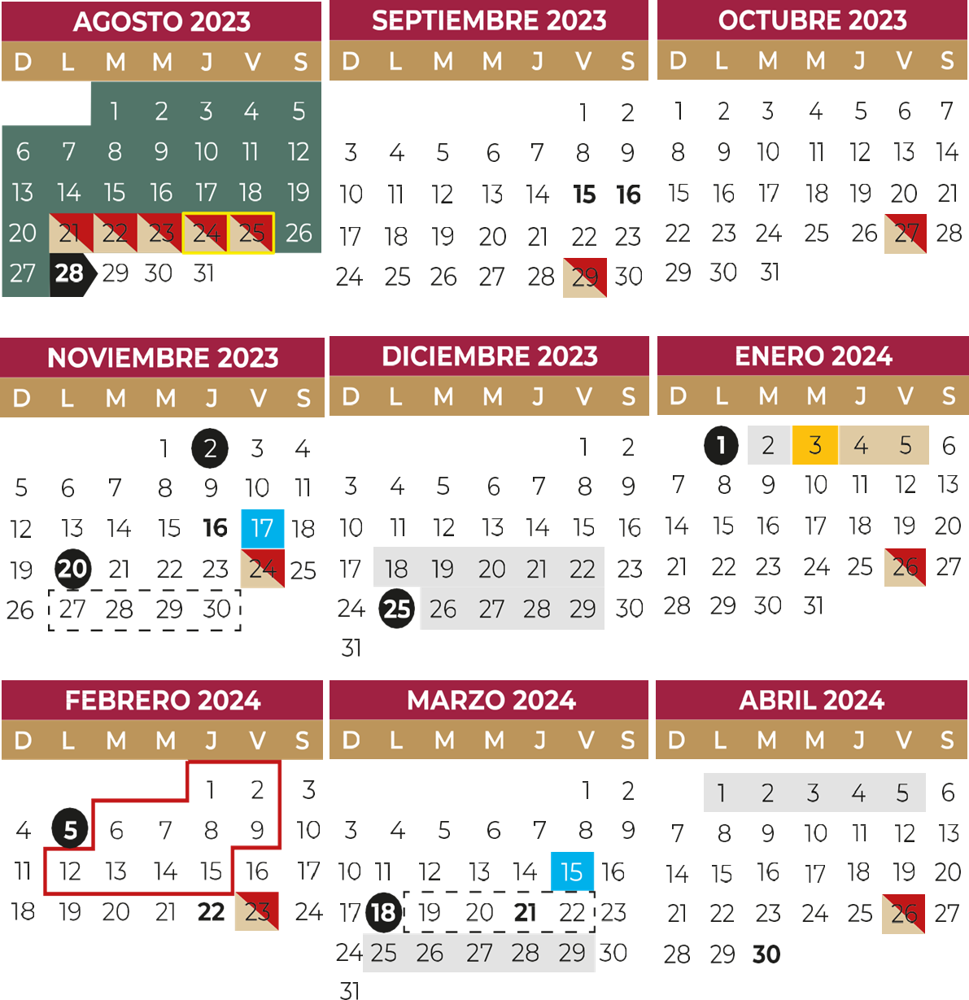 AGOSTO 2023
D L M M J V S
1 2 3 4 5
6 7 8 9 10 11 12
13 14 15 16 17 18 19
20 21 22 23 24 25 26
27 28 29 30 31
SEPTIEMBRE 2023
D L M M J V S
1 2
3 4 5 6 7 8 9
10 11 12 13 14 15 16
17 18 19 20 21 22 23
24 25 26 27 28 29 30
OCTUBRE 2023
D L M M J V S
1 2 3 4 5 6 7
8 9 10 11 12 13 14
15 16 17 18 19 20 21
22 23 24 25 26 27 28
29 30 31
NOVIEMBRE 2023
D L M M J V S
1 2 3 4
5 6 7 8 9 10 11
12 13 14 15 16 17 18
19 20 21 22 23 24 25
26 27 28 29 30
DICIEMBRE 2023
D L M M J V S
1 2
3 4 5 6 7 8 9
10 11 12 13 14 15 16
17 18 19 20 21 22 23
24 25 26 27 28 29 30
31
ENERO 2024
D L M M J V S
1 2 3 4 5 6
7 8 9 10 11 12 13
14 15 16 17 18 19 20
21 22 23 24 25 26 27
28 29 30 31
FEBRERO 2024
D L M M J V S
1 2 3
4 5 6 7 8 9 10
11 12 13 14 15 16 17
18 19 20 21 22 23 24
MARZO 2024
D L M M J V S
1 2
3 4 5 6 7 8 9
10 11 12 13 14 15 16
17 18 19 20 21 22 23
24 25 26 27 28 29 30
31
ABRIL 2024
D L M M J V S
1 2 3 4 5 6
7 8 9 10 11 12 13
14 15 16 17 18 19 20
21 22 23 24 25 26 27
28 29 30